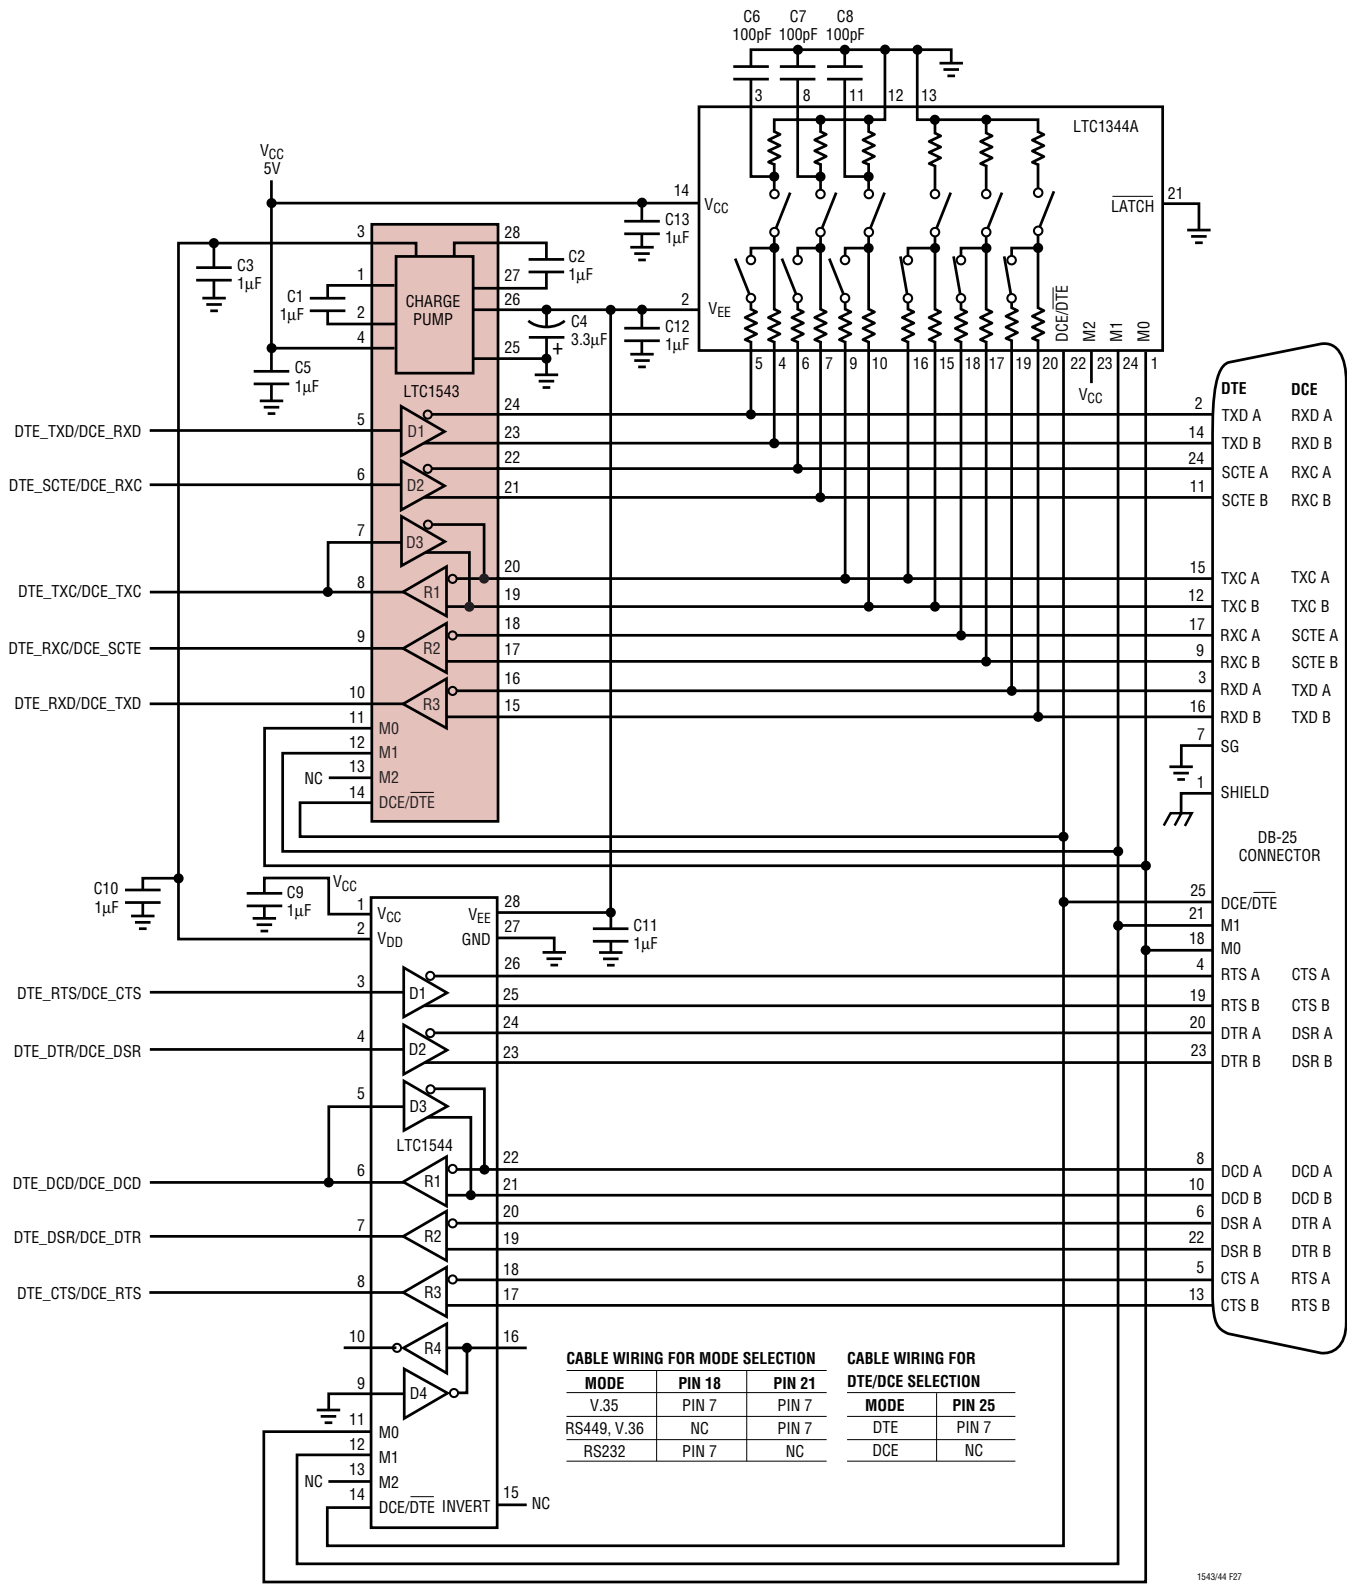 C6 C7 C8
100pF 100pF 100pF
3 8 11 12 13
LTC1344A
VCC
5V
14 VCC
C13
1µF
LATCH 21
3 28
C3
1µF
C2
1µF
1 27
C1
1µF
CHARGE
PUMP
2 26
2 VEE
C4
3.3µF
+
C12
1µF
4 25
C5
1µF
DCE/DTE M2 M1 M0
5 4 6 7 9 10 16 15 18 17 19 20 22 23 24 1
VCC
LTC1543
DTE DCE
DTE_TXD/DCE_RXD 5 D1 24 2 TXD A RXD A
23 14 TXD B RXD B
DTE_SCTE/DCE_RXC 6 D2 22 24 SCTE A RXC A
21 11 SCTE B RXC B
7 D3
DTE_TXC/DCE_TXC 8 R1 20 15 TXC A TXC A
19 12 TXC B TXC B
DTE_RXC/DCE_SCTE 9 R2 18 17 RXC A SCTE A
17 9 RXC B SCTE B
DTE_RXD/DCE_TXD 10 R3 16 3 RXD A TXD A
15 16 RXD B TXD B
11 M0
12 M1
NC 13 M2
14 DCE/DTE
7 SG
1 SHIELD
DB-25
CONNECTOR
C10
1µF
C9
1µF
VCC
1 VCC
2 VDD
VEE 28
GND 27
C11
1µF
25 DCE/DTE
21 M1
18 M0
DTE_RTS/DCE_CTS 3 D1 26 4 RTS A CTS A
25 19 RTS B CTS B
DTE_DTR/DCE_DSR 4 D2 24 20 DTR A DSR A
23 23 DTR B DSR B
5 D3
LTC1544
DTE_DCD/DCE_DCD 6 R1 22 8 DCD A DCD A
21 10 DCD B DCD B
DTE_DSR/DCE_DTR 7 R2 20 6 DSR A DTR A
19 22 DSR B DTR B
DTE_CTS/DCE_RTS 8 R3 18 5 CTS A RTS A
17 13 CTS B RTS B
10 R4 16
9 D4
11 M0
12 M1
NC 13 M2
14 DCE/DTE INVERT 15 NC
CABLE WIRING FOR MODE SELECTION
MODE PIN 18 PIN 21
V.35 PIN 7 PIN 7
RS449, V.36 NC PIN 7
RS232 PIN 7 NC
CABLE WIRING FOR
DTE/DCE SELECTION
MODE PIN 25
DTE PIN 7
DCE NC
1543/44 F27